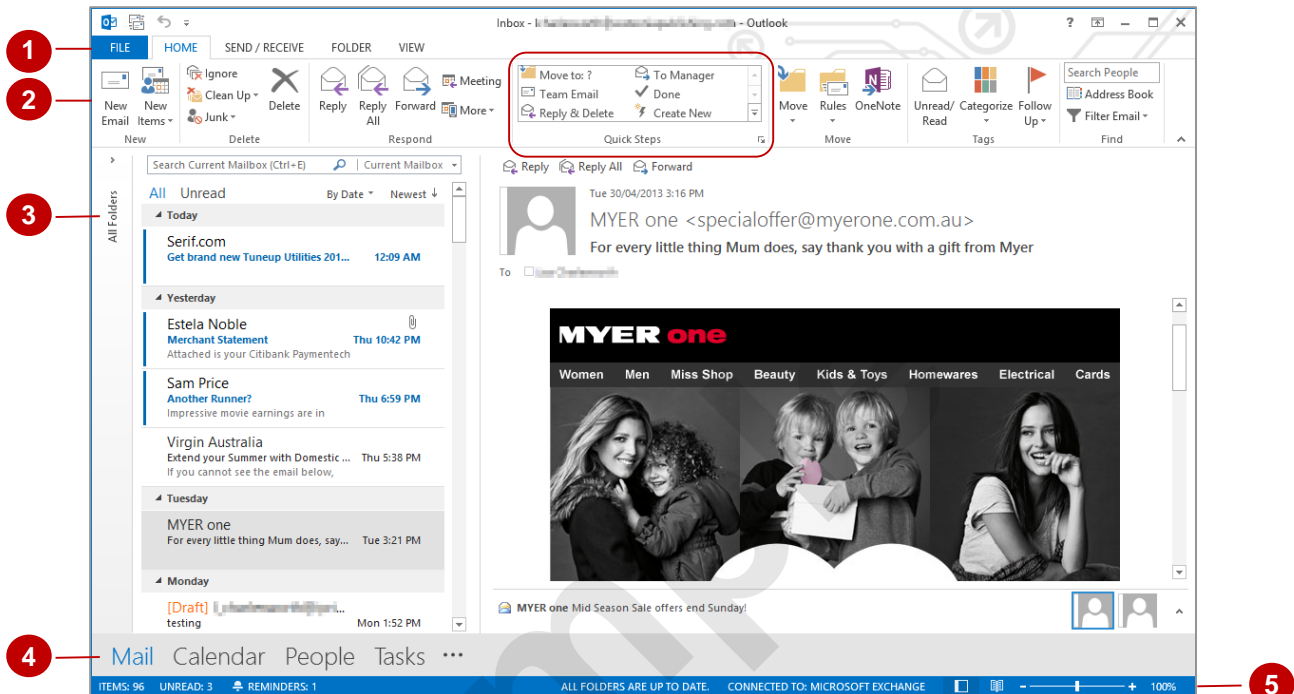 Inbox - - Outlook
?
1
FILE HOME SEND / RECEIVE FOLDER VIEW
2
New Email
New Items
Ignore
Clean Up
Junk
Delete
Reply
Reply All
Forward
Meeting
More
Move to: ?
Team Email
Reply & Delete
To Manager
Done
Create New
Move
Rules
OneNote
Unread/ Read
Categorize
Follow Up
Search People
Address Book
Filter Email
New Delete Respond Quick Steps Move Tags Find
3
All Folders
Search Current Mailbox (Ctrl+E) Current Mailbox
All Unread By Date Newest
Today
Serif.com
Get brand new Tuneup Utilities 201... 12:09 AM
Yesterday
Estela Noble
Merchant Statement Thu 10:42 PM
Attached is your Citibank Paymentech
Sam Price
Another Runner? Thu 6:59 PM
Impressive movie earnings are in
Virgin Australia
Extend your Summer with Domestic ... Thu 5:38 PM
If you cannot see the email below,
Tuesday
MYER one
For every little thing Mum does, say... Tue 3:21 PM
Monday
[Draft] ...
testing Mon 1:52 PM
Reply Reply All Forward
Tue 30/04/2013 3:16 PM
MYER one <specialoffer@myerone.com.au>
For every little thing Mum does, say thank you with a gift from Myer
To
MYER one
Women Men Miss Shop Beauty Kids & Toys Homewares Electrical Cards
MYER one Mid Season Sale offers end Sunday!
4
Mail Calendar People Tasks ...
ITEMS: 96 UNREAD: 3 REMINDERS: 1 ALL FOLDERS ARE UP TO DATE. CONNECTED TO: MICROSOFT EXCHANGE - + 100%
5